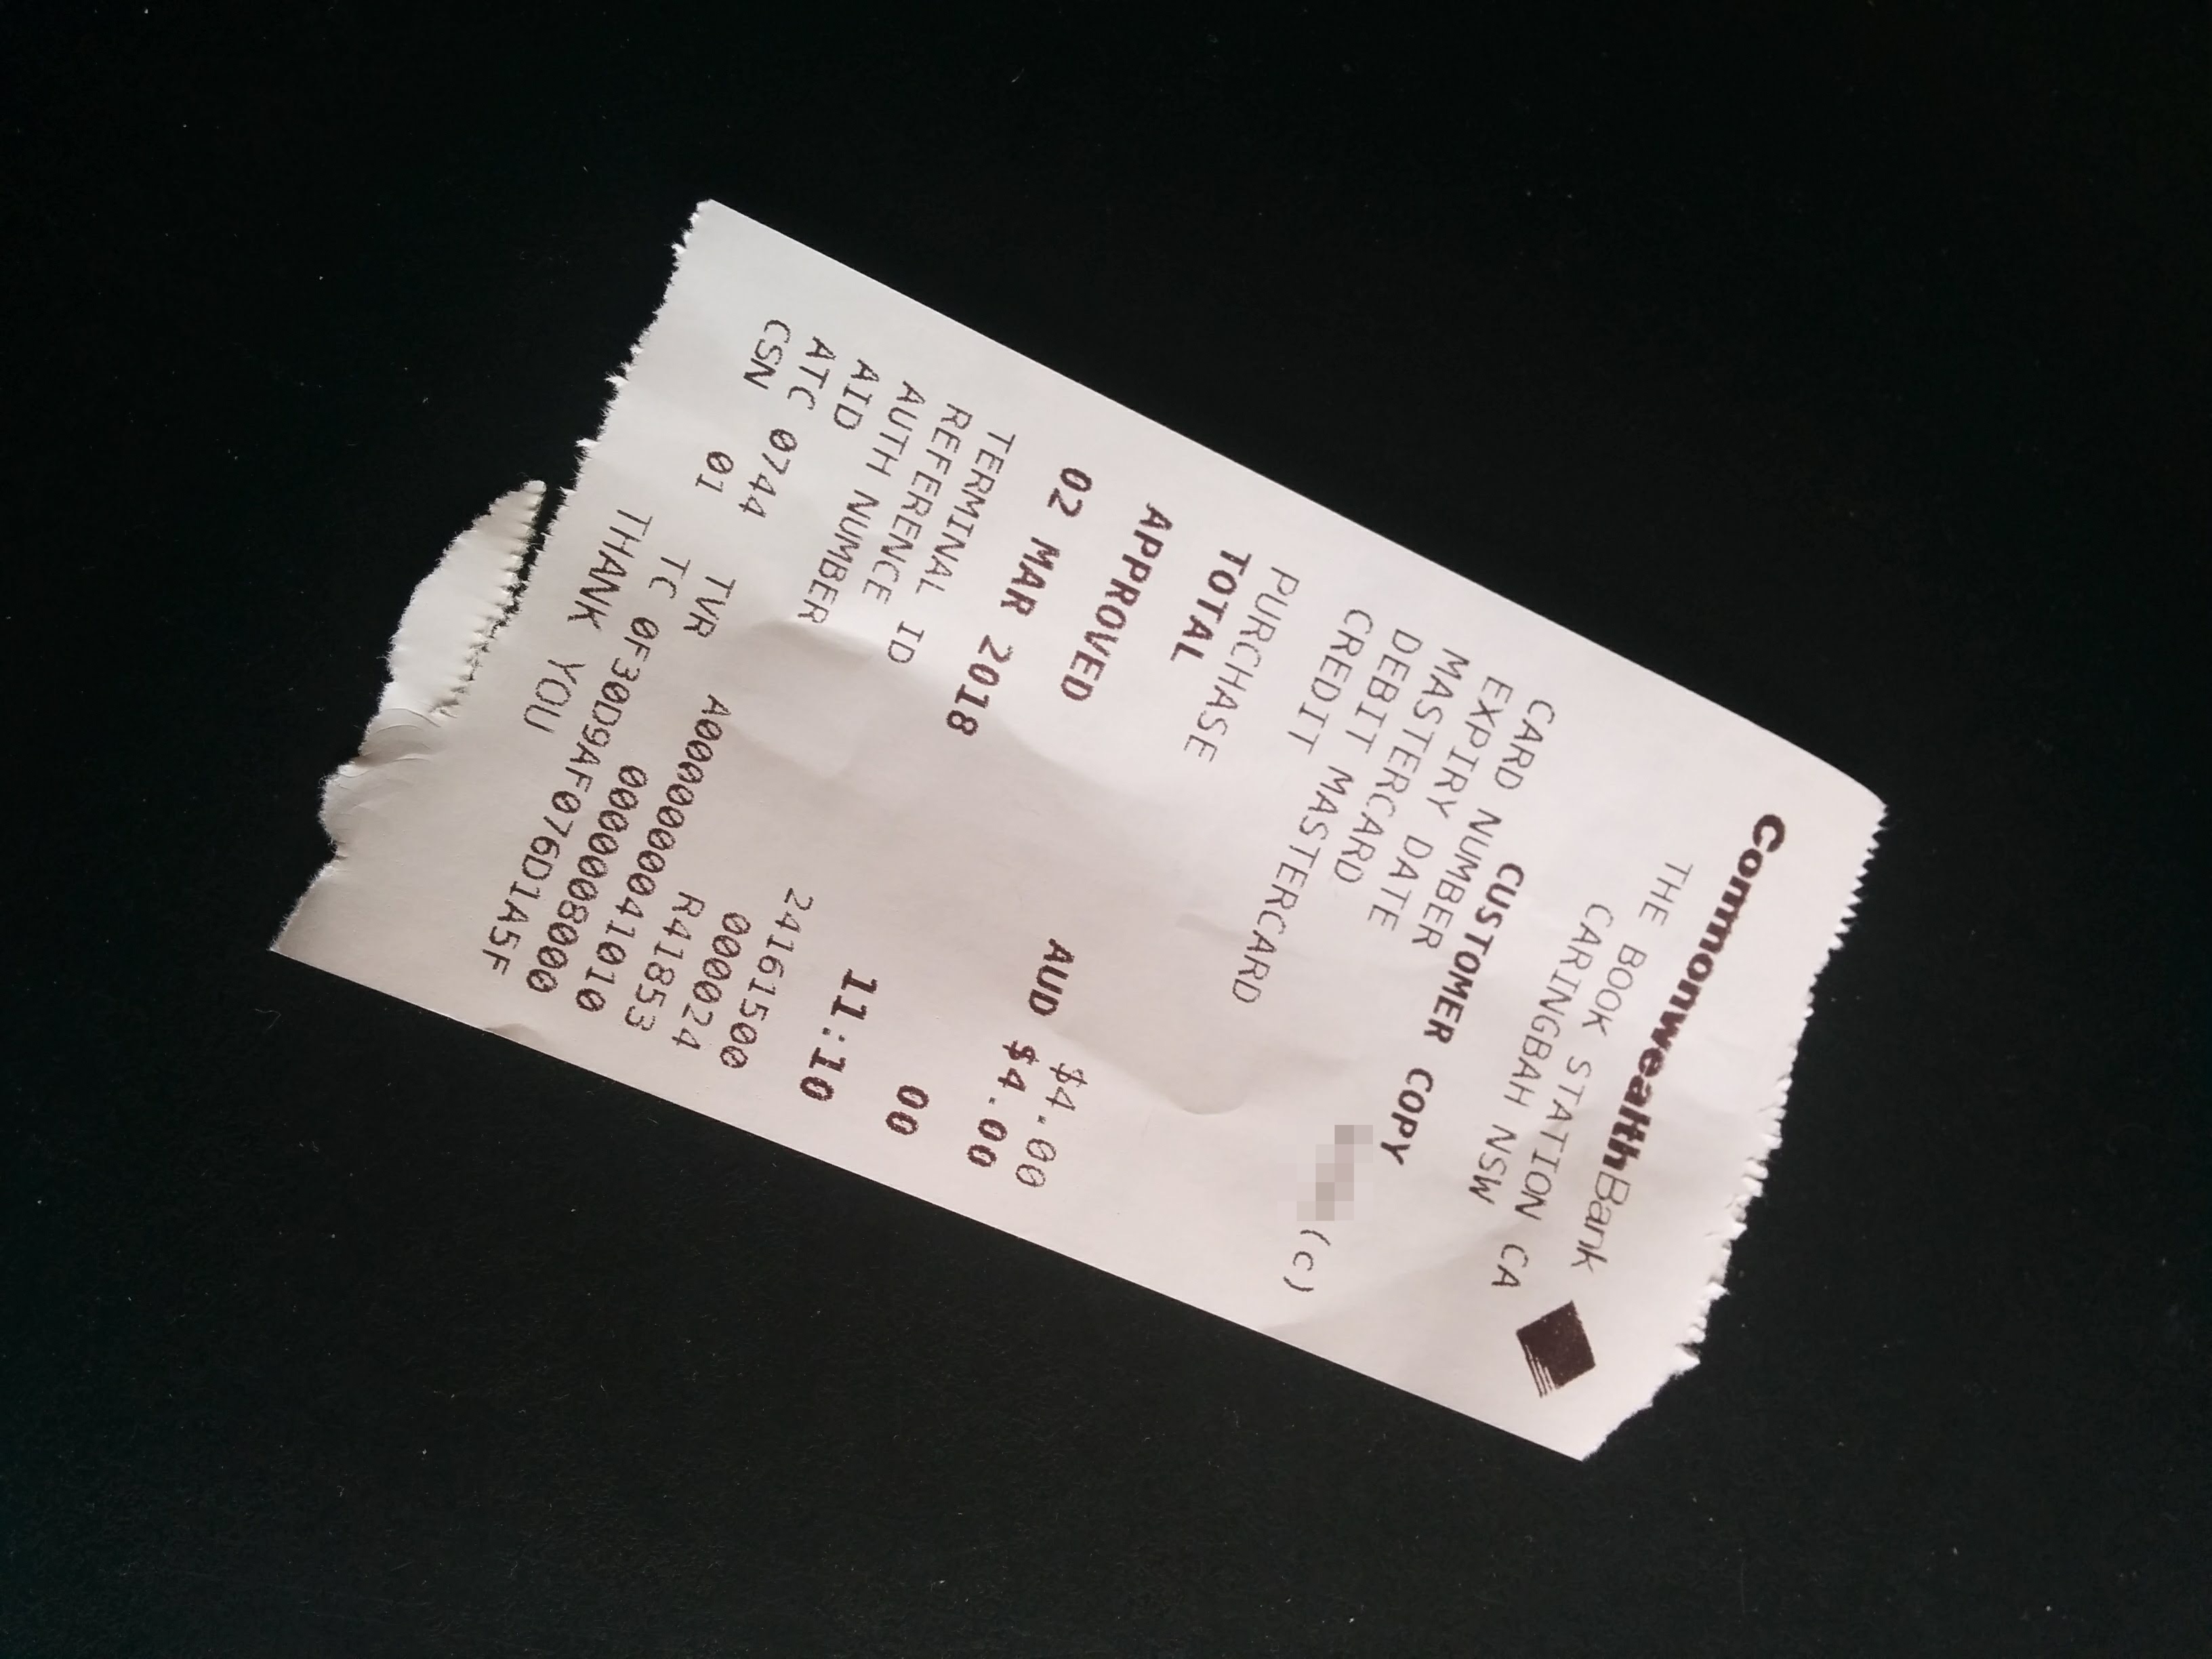 CommonwealthBank
THE BOOK STATION CA
CARINGBAH NSW
CUSTOMER COPY
CARD NUMBER (c)
EXPIRY DATE
MASTERCARD
DEBIT MASTERCARD
CREDIT MASTERCARD
PURCHASE $4.00
TOTAL AUD $4.00
APPROVED 00
02 MAR 2018 11:10
TERMINAL ID 24161500
REFERENCE 000024
AUTH NUMBER R41853
AID A0000000041010
ATC 0744 TVR 0000008000
CSN 01 TC 0F30D9AF076D1A5F
THANK YOU